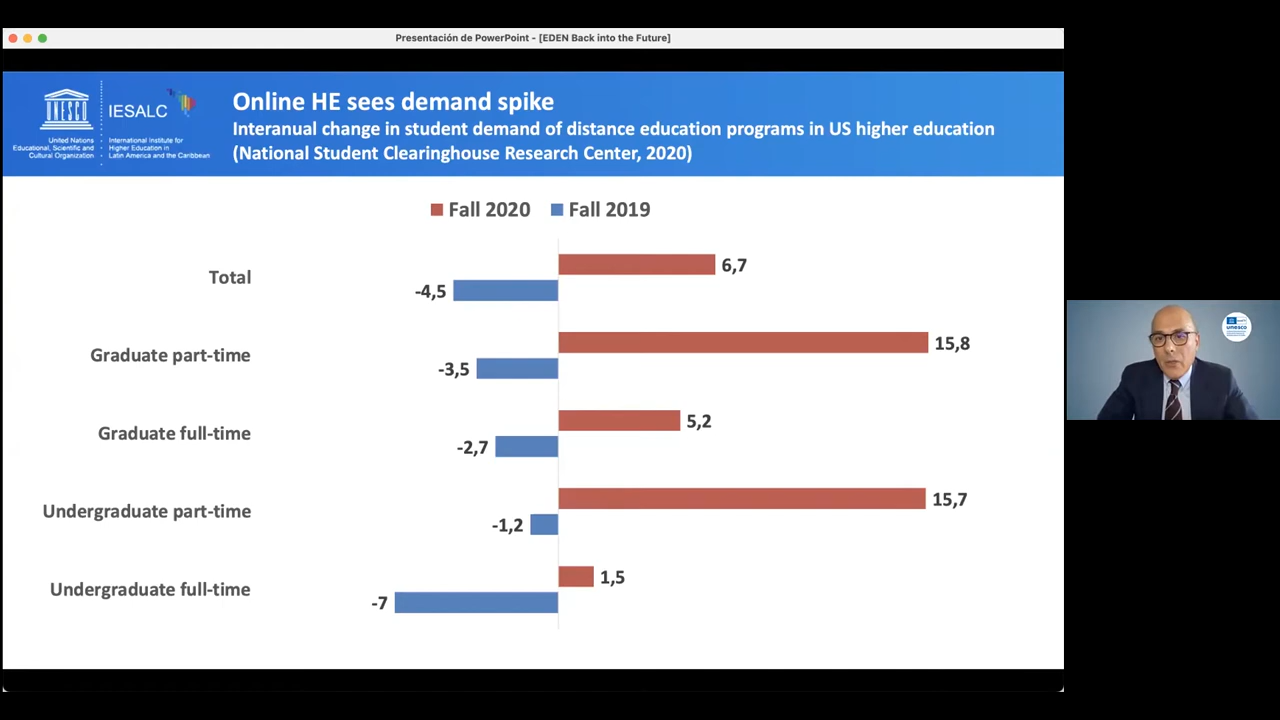 Presentación de PowerPoint - [EDEN Back into the Future]
UNESCO
IESALC
United Nations
Educational, Scientific and
Cultural Organization
International Institute for
Higher Education in
Latin America and the Caribbean
Online HE sees demand spike
Interanual change in student demand of distance education programs in US higher education
(National Student Clearinghouse Research Center, 2020)
Fall 2020 Fall 2019
Total
6,7
-4,5
Graduate part-time
15,8
-3,5
Graduate full-time
5,2
-2,7
Undergraduate part-time
15,7
-1,2
Undergraduate full-time
1,5
-7
unesco